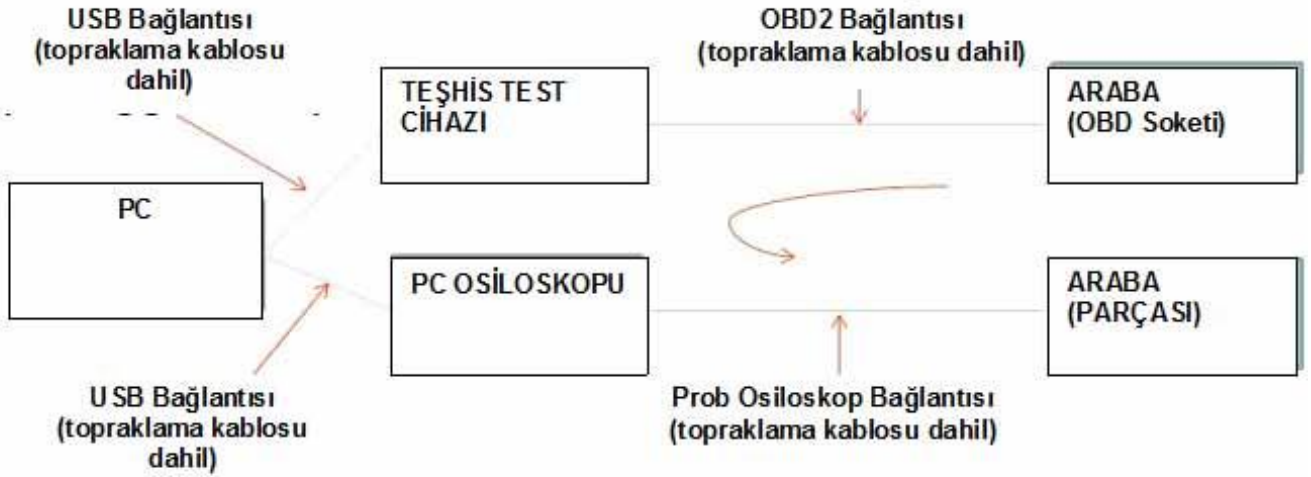 USB Bağlantısı
(topraklama kablosu
dahil)
OBD2 Bağlantısı
(topraklama kablosu dahil)
TEŞHİS TEST
CİHAZI
ARABA
(OBD Soketi)
PC
PC OSİLOSKOPU
ARABA
(PARÇASI)
USB Bağlantısı
(topraklama kablosu
dahil)
Prob Osiloskop Bağlantısı
(topraklama kablosu dahil)